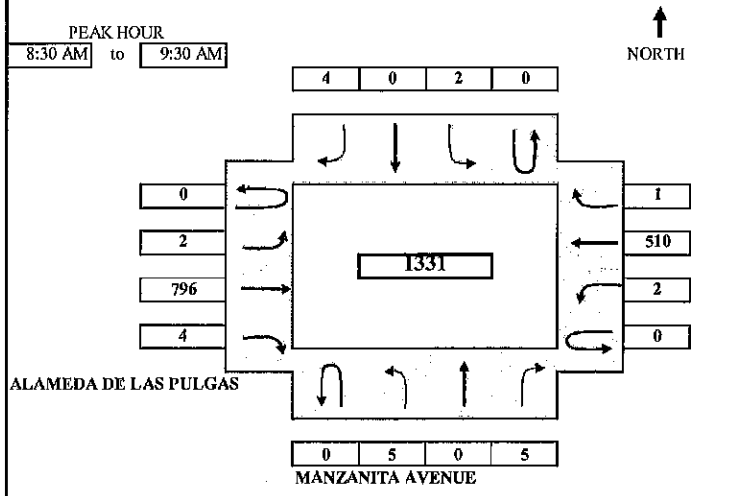 PEAK HOUR
8:30 AM to 9:30 AM
NORTH
4 0 2 0
0 1
2 510
1331
796 2
4 0
ALAMEDA DE LAS PULGAS
0 5 0 5
MANZANITA AVENUE